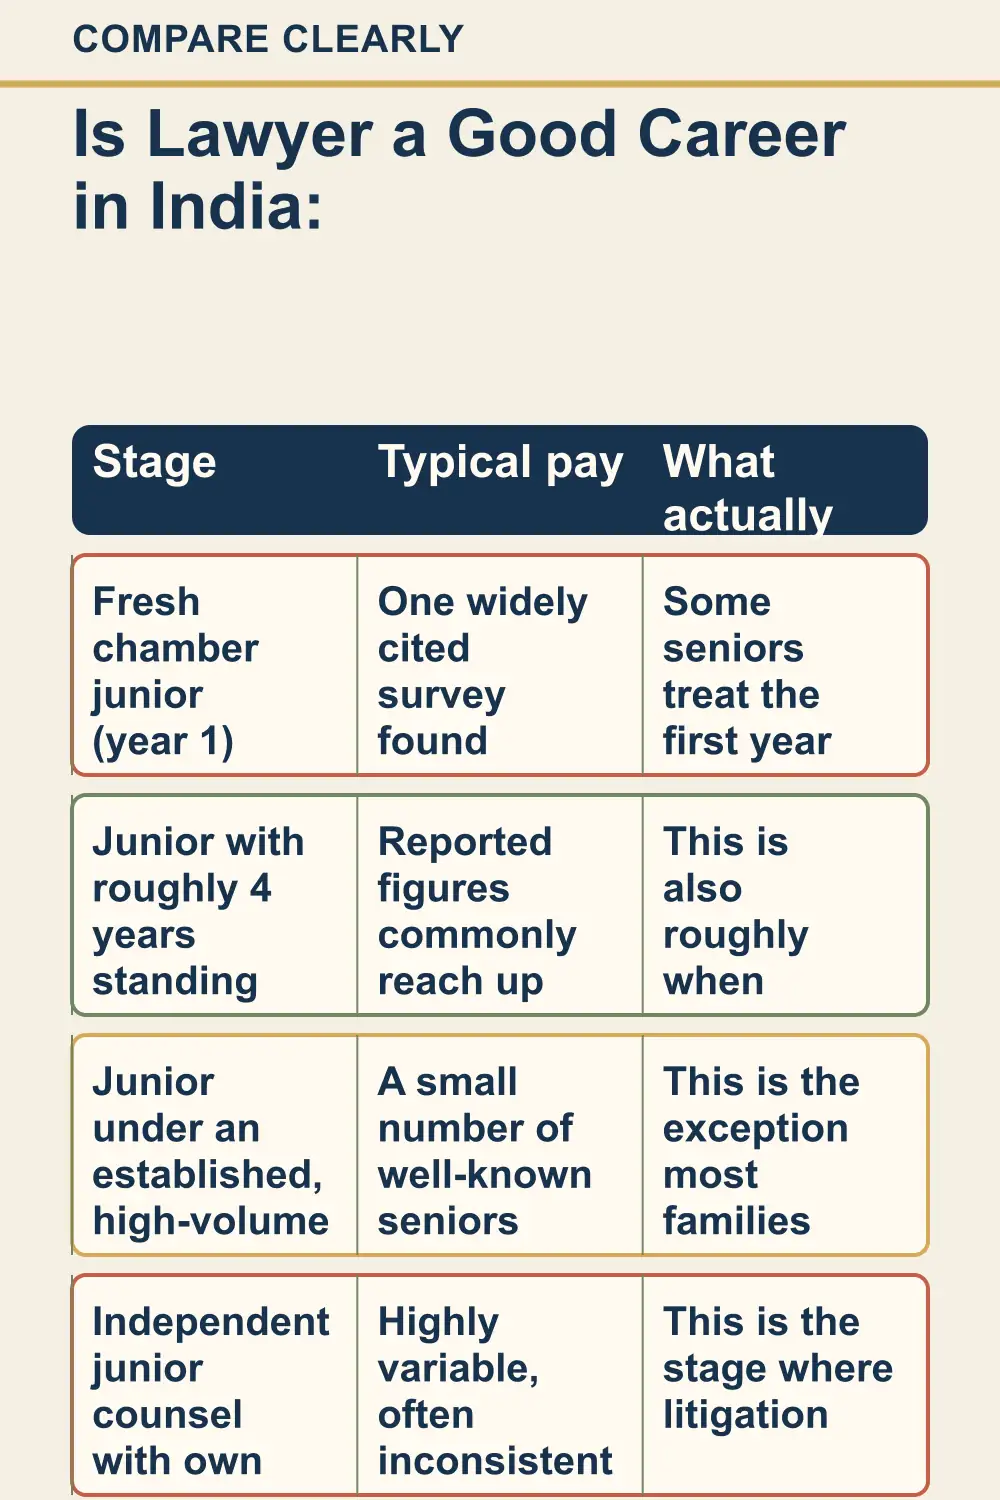 COMPARE CLEARLY
Is Lawyer a Good Career
in India:
Stage
Typical pay
What
actually
Fresh
chamber
junior
(year 1)
One widely
cited
survey
found
Some
seniors
treat the
first year
Junior with
roughly 4
years
standing
Reported
figures
commonly
reach up
This is
also
roughly
when
Junior
under an
established,
high-volume
A small
number of
well-known
seniors
This is the
exception
most
families
Independent
junior
counsel
with own
Highly
variable,
often
inconsistent
This is the
stage where
litigation